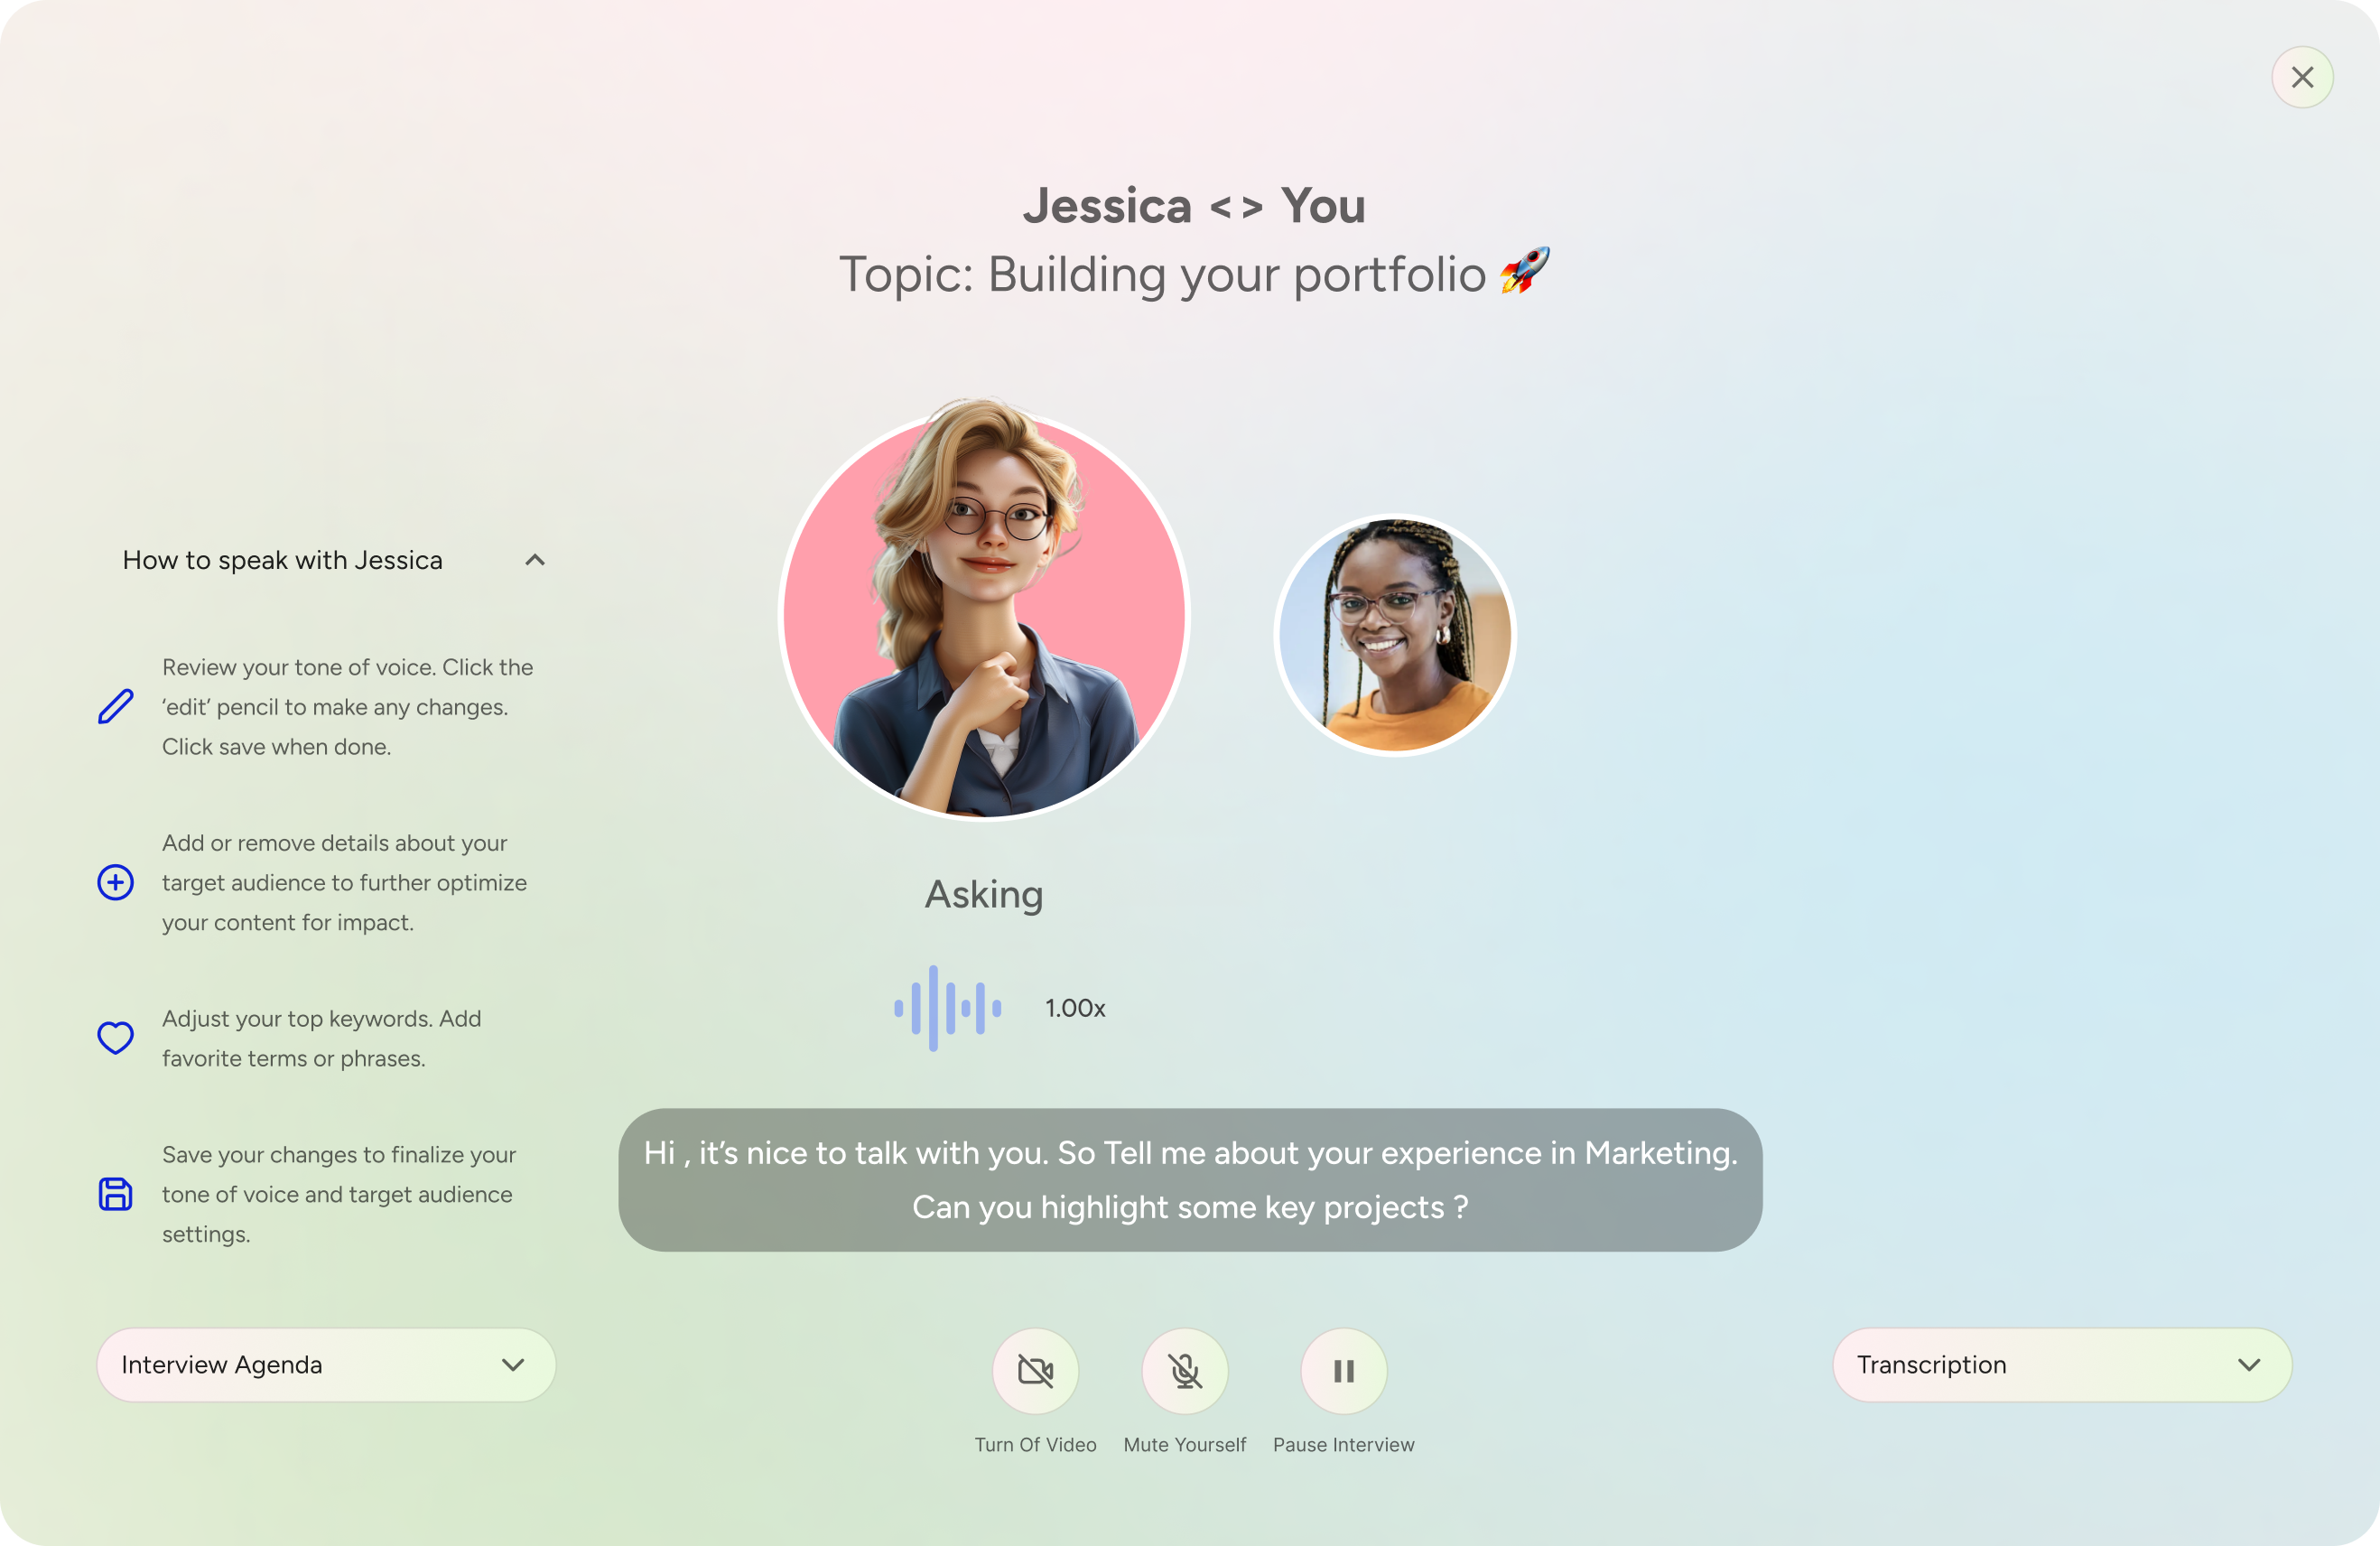 Jessica <> You
Topic: Building your portfolio 🚀
How to speak with Jessica
Review your tone of voice. Click the
‘edit’ pencil to make any changes.
Click save when done.
Add or remove details about your
target audience to further optimize
your content for impact.
Adjust your top keywords. Add
favorite terms or phrases.
Save your changes to finalize your
tone of voice and target audience
settings.
Asking
1.00x
Hi , it’s nice to talk with you. So Tell me about your experience in Marketing.
Can you highlight some key projects ?
Interview Agenda
Turn Of Video
Mute Yourself
Pause Interview
Transcription